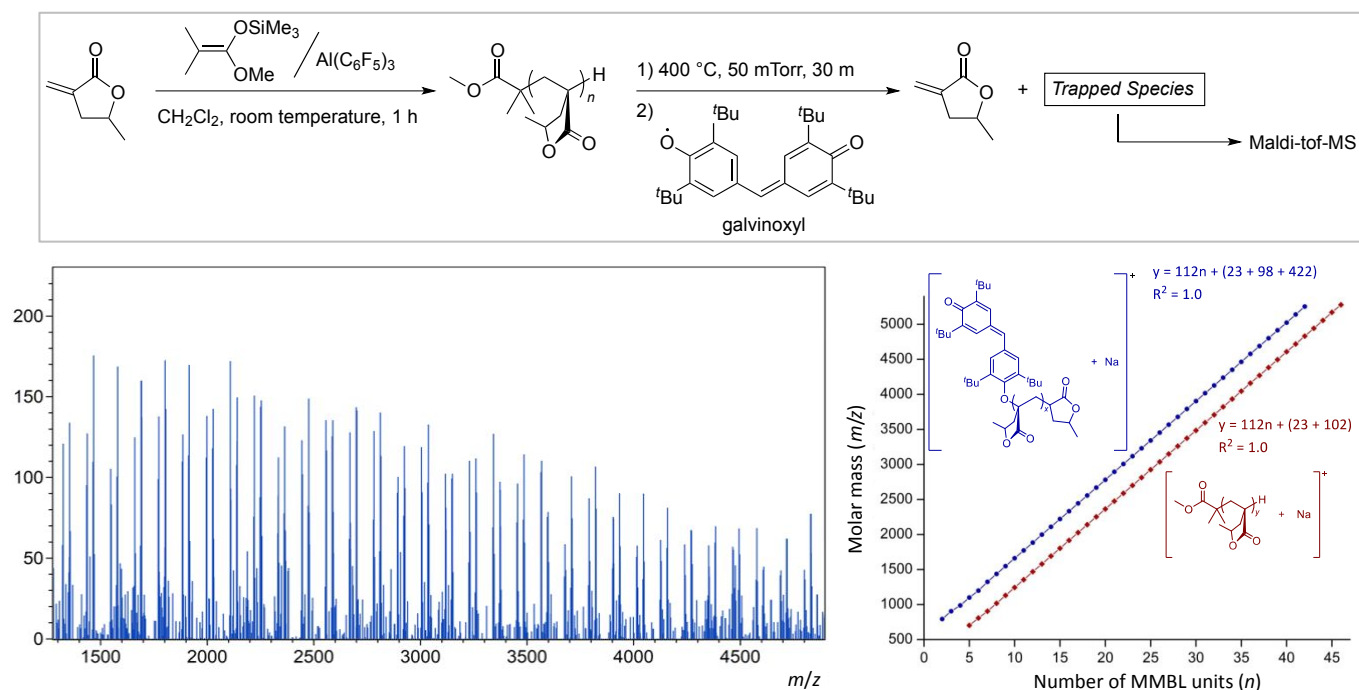 O
O
OSiMe3
OMe
Al(C6F5)3
CH2Cl2, room temperature, 1 h
O
O
H
n
O
O
1) 400 °C, 50 mTorr, 30 m
2)
tBu
tBu
O
O
tBu
tBu
galvinoxyl
O
O
+
Trapped Species
Maldi-tof-MS
200
150
100
50
0
1500 2000 2500 3000 3500 4000 4500
m/z
Molar mass (m/z)
5000
4500
4000
3500
3000
2500
2000
1500
1000
500
0 5 10 15 20 25 30 35 40 45
Number of MMBL units (n)
+
tBu
O
tBu
+ Na
tBu
tBu
O
O
x
O
O
O
y = 112n + (23 + 98 + 422)
R2 = 1.0
y = 112n + (23 + 102)
R2 = 1.0
+
O
O
H
y
+ Na
O
O